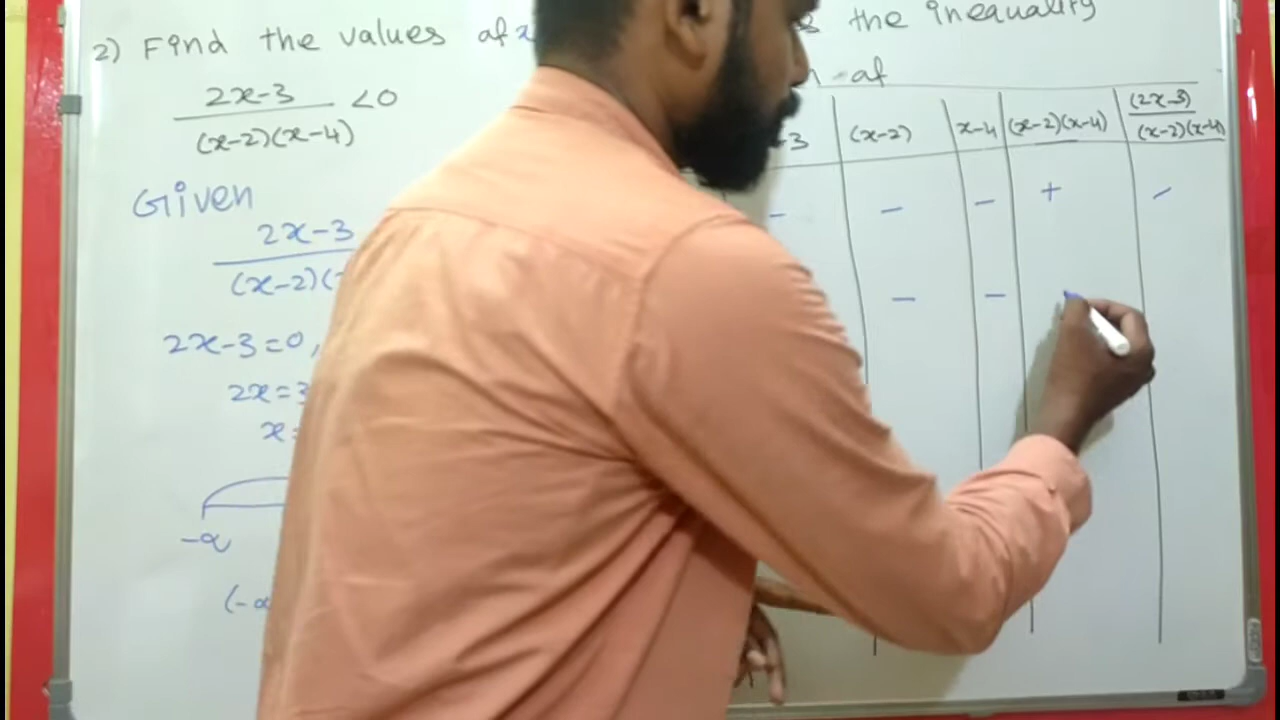 2) Find the values of x the inequality
2x-3 <0
(x-2)(x-4)
of
-3 (x-2) x-4 (x-2)(x-4) (2x-3)
(x-2)(x-4)
- - - + -
- -
Given
2x-3
(x-2)(
2x-3=0,
2x=3
x=
-∝
(-∝